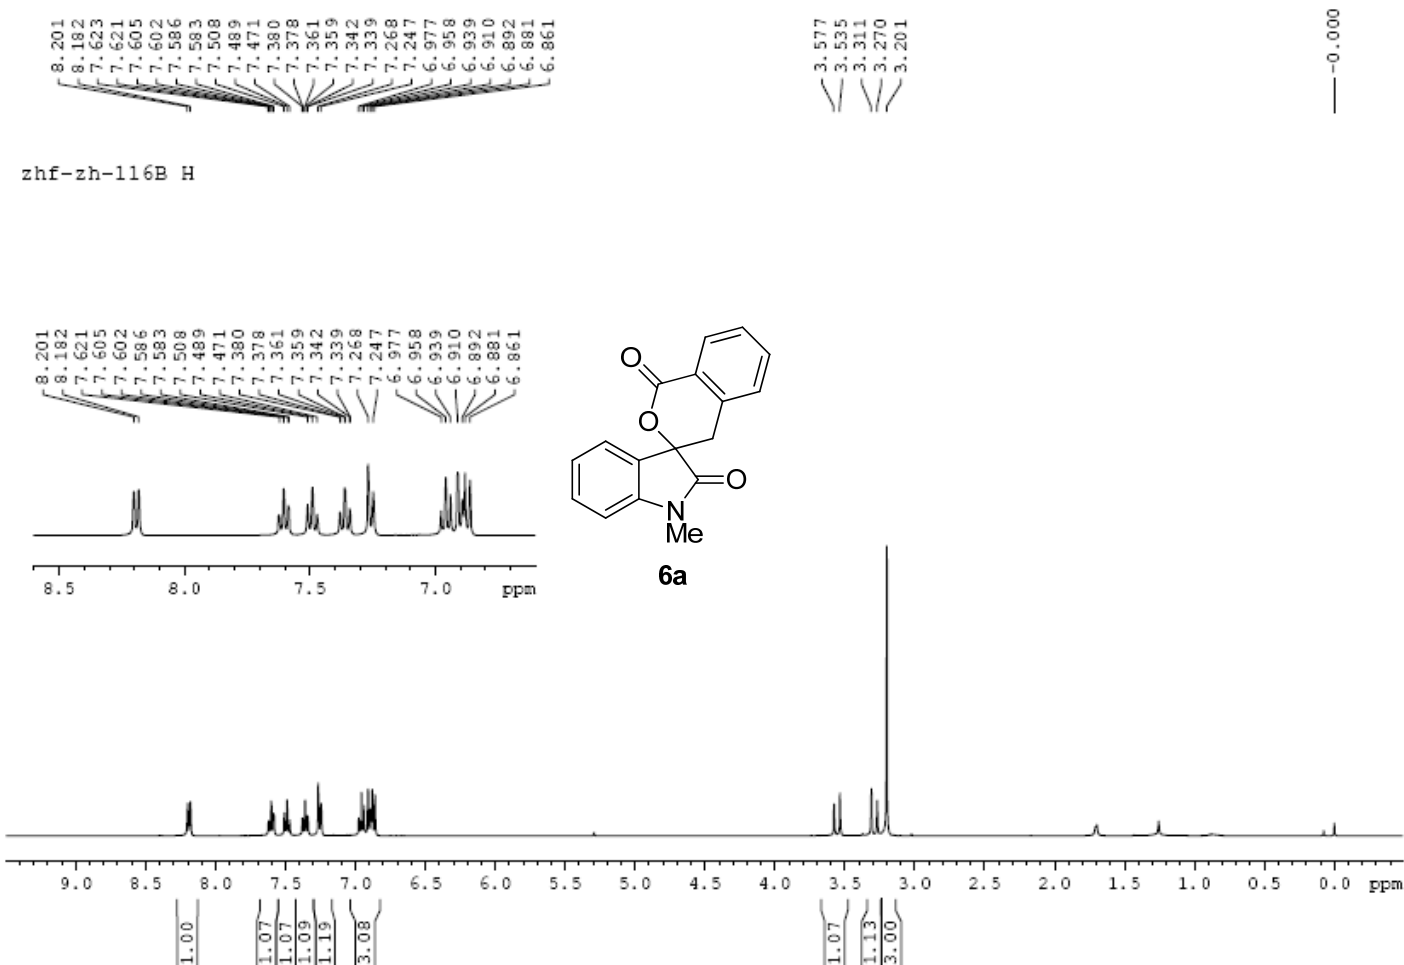 8.201 8.182 7.623 7.621 7.605 7.602 7.586 7.583 7.508 7.489 7.471 7.380 7.378 7.361 7.359 7.342 7.339 7.268 7.247 6.977 6.958 6.939 6.910 6.892 6.881 6.861 3.577 3.535 3.311 3.270 3.201 -0.000
zhf-zh-116B H
8.201 8.182 7.621 7.605 7.602 7.586 7.583 7.508 7.489 7.471 7.380 7.378 7.361 7.359 7.342 7.339 7.268 7.247 6.977 6.958 6.939 6.910 6.892 6.881 6.861
O
O
O
N
Me
6a
8.5 8.0 7.5 7.0 ppm
9.0 8.5 8.0 7.5 7.0 6.5 6.0 5.5 5.0 4.5 4.0 3.5 3.0 2.5 2.0 1.5 1.0 0.5 0.0 ppm
1.00 1.07 1.07 1.09 1.19 3.08 1.07 1.13 3.00